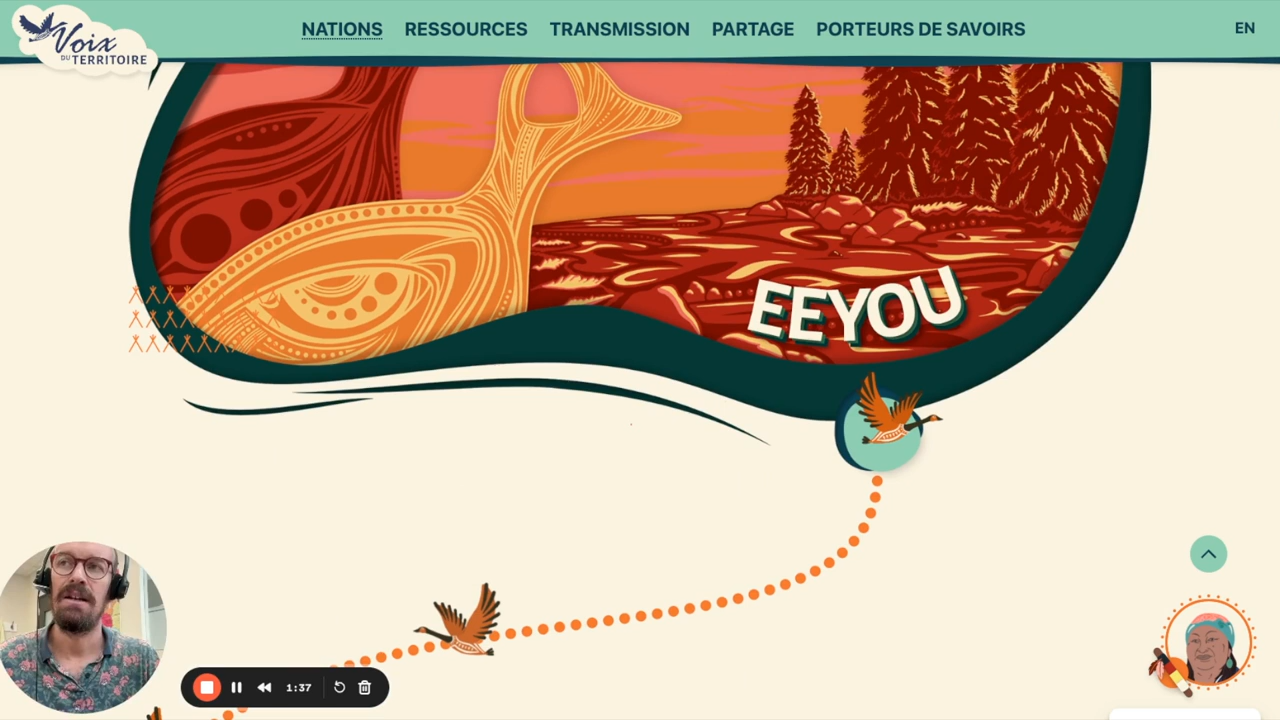 Voix
DU TERRITOIRE
NATIONS
RESSOURCES
TRANSMISSION
PARTAGE
PORTEURS DE SAVOIRS
EN
EEYOU
1:37